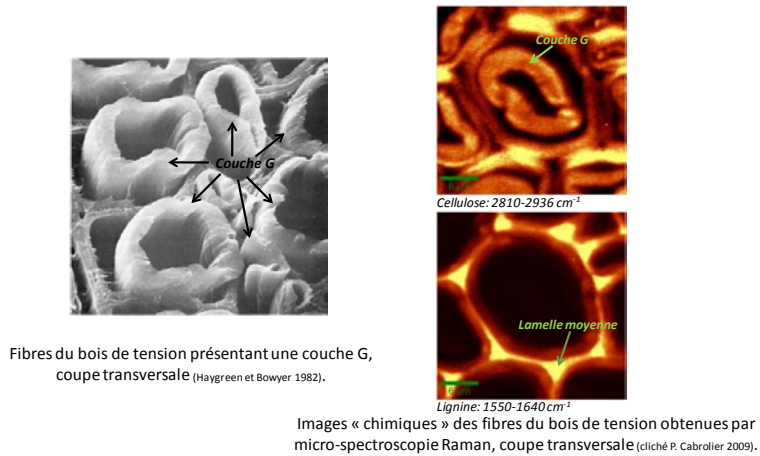 Couche G
Fibres du bois de tension présentant une couche G,
coupe transversale (Haygreen et Bowyer 1982).
Couche G
Cellulose: 2810-2936 cm-1
Lamelle moyenne
Lignine: 1550-1640 cm-1
Images « chimiques » des fibres du bois de tension obtenues par
micro-spectroscopie Raman, coupe transversale (cliché P. Cabrolier 2009).